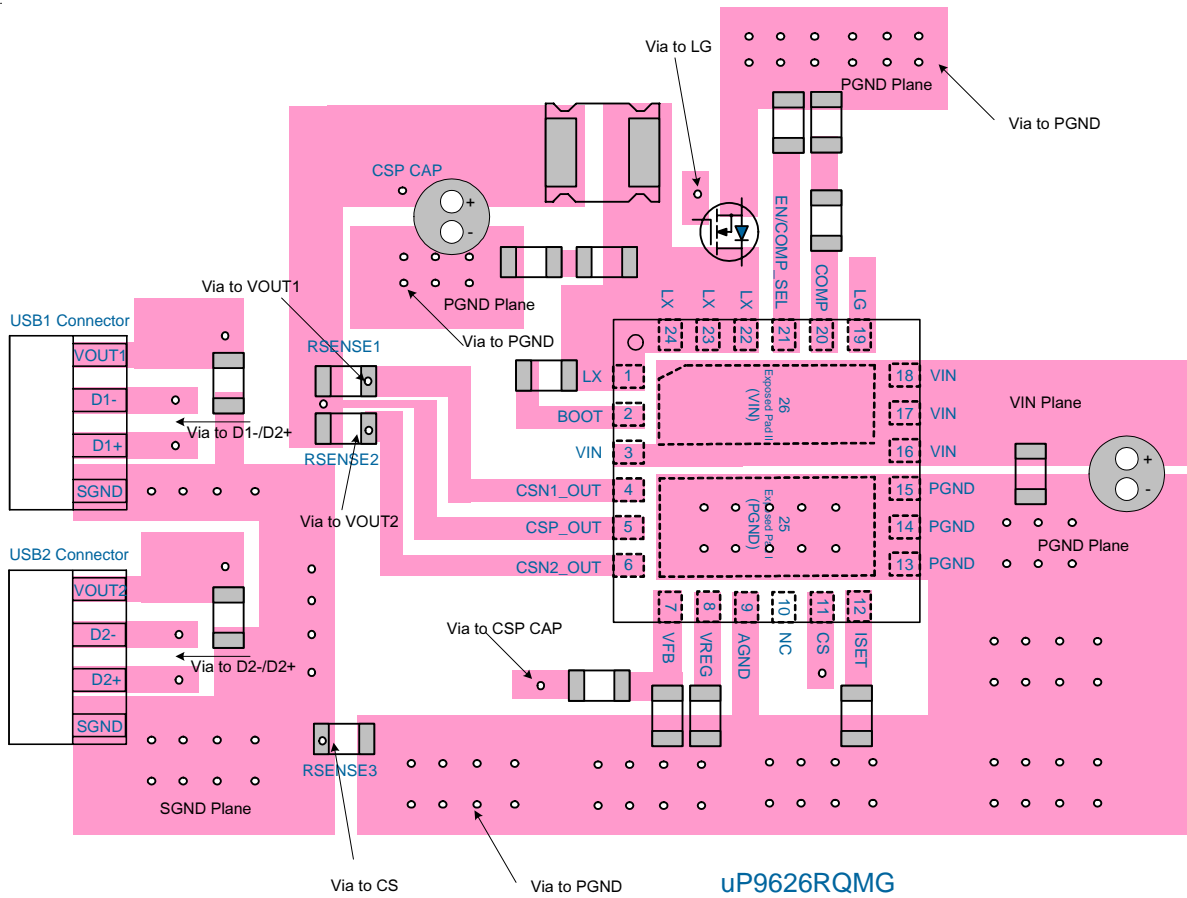 Via to LG
PGND Plane
Via to PGND
CSP CAP
+
-
EN/COMP_SEL
COMP
LG
LX
LX
LX
Via to VOUT1
PGND Plane
Via to PGND
USB1 Connector
VOUT1
D1-
D1+
SGND
Via to D1-/D2+
RSENSE1
RSENSE2
Via to VOUT2
24
23
22
21
20
19
LX
1
BOOT
2
VIN
3
CSN1_OUT
4
CSP_OUT
5
CSN2_OUT
6
26
Exposed Pad II
(VIN)
25
Exposed Pad I
(PGND)
18
VIN
17
VIN
16
VIN
15
PGND
14
PGND
13
PGND
VIN Plane
+
-
PGND Plane
USB2 Connector
VOUT2
D2-
D2+
SGND
Via to D2-/D2+
7
8
9
10
11
12
VFB
VREG
AGND
NC
CS
ISET
Via to CSP CAP
RSENSE3
SGND Plane
Via to CS
Via to PGND
uP9626RQMG